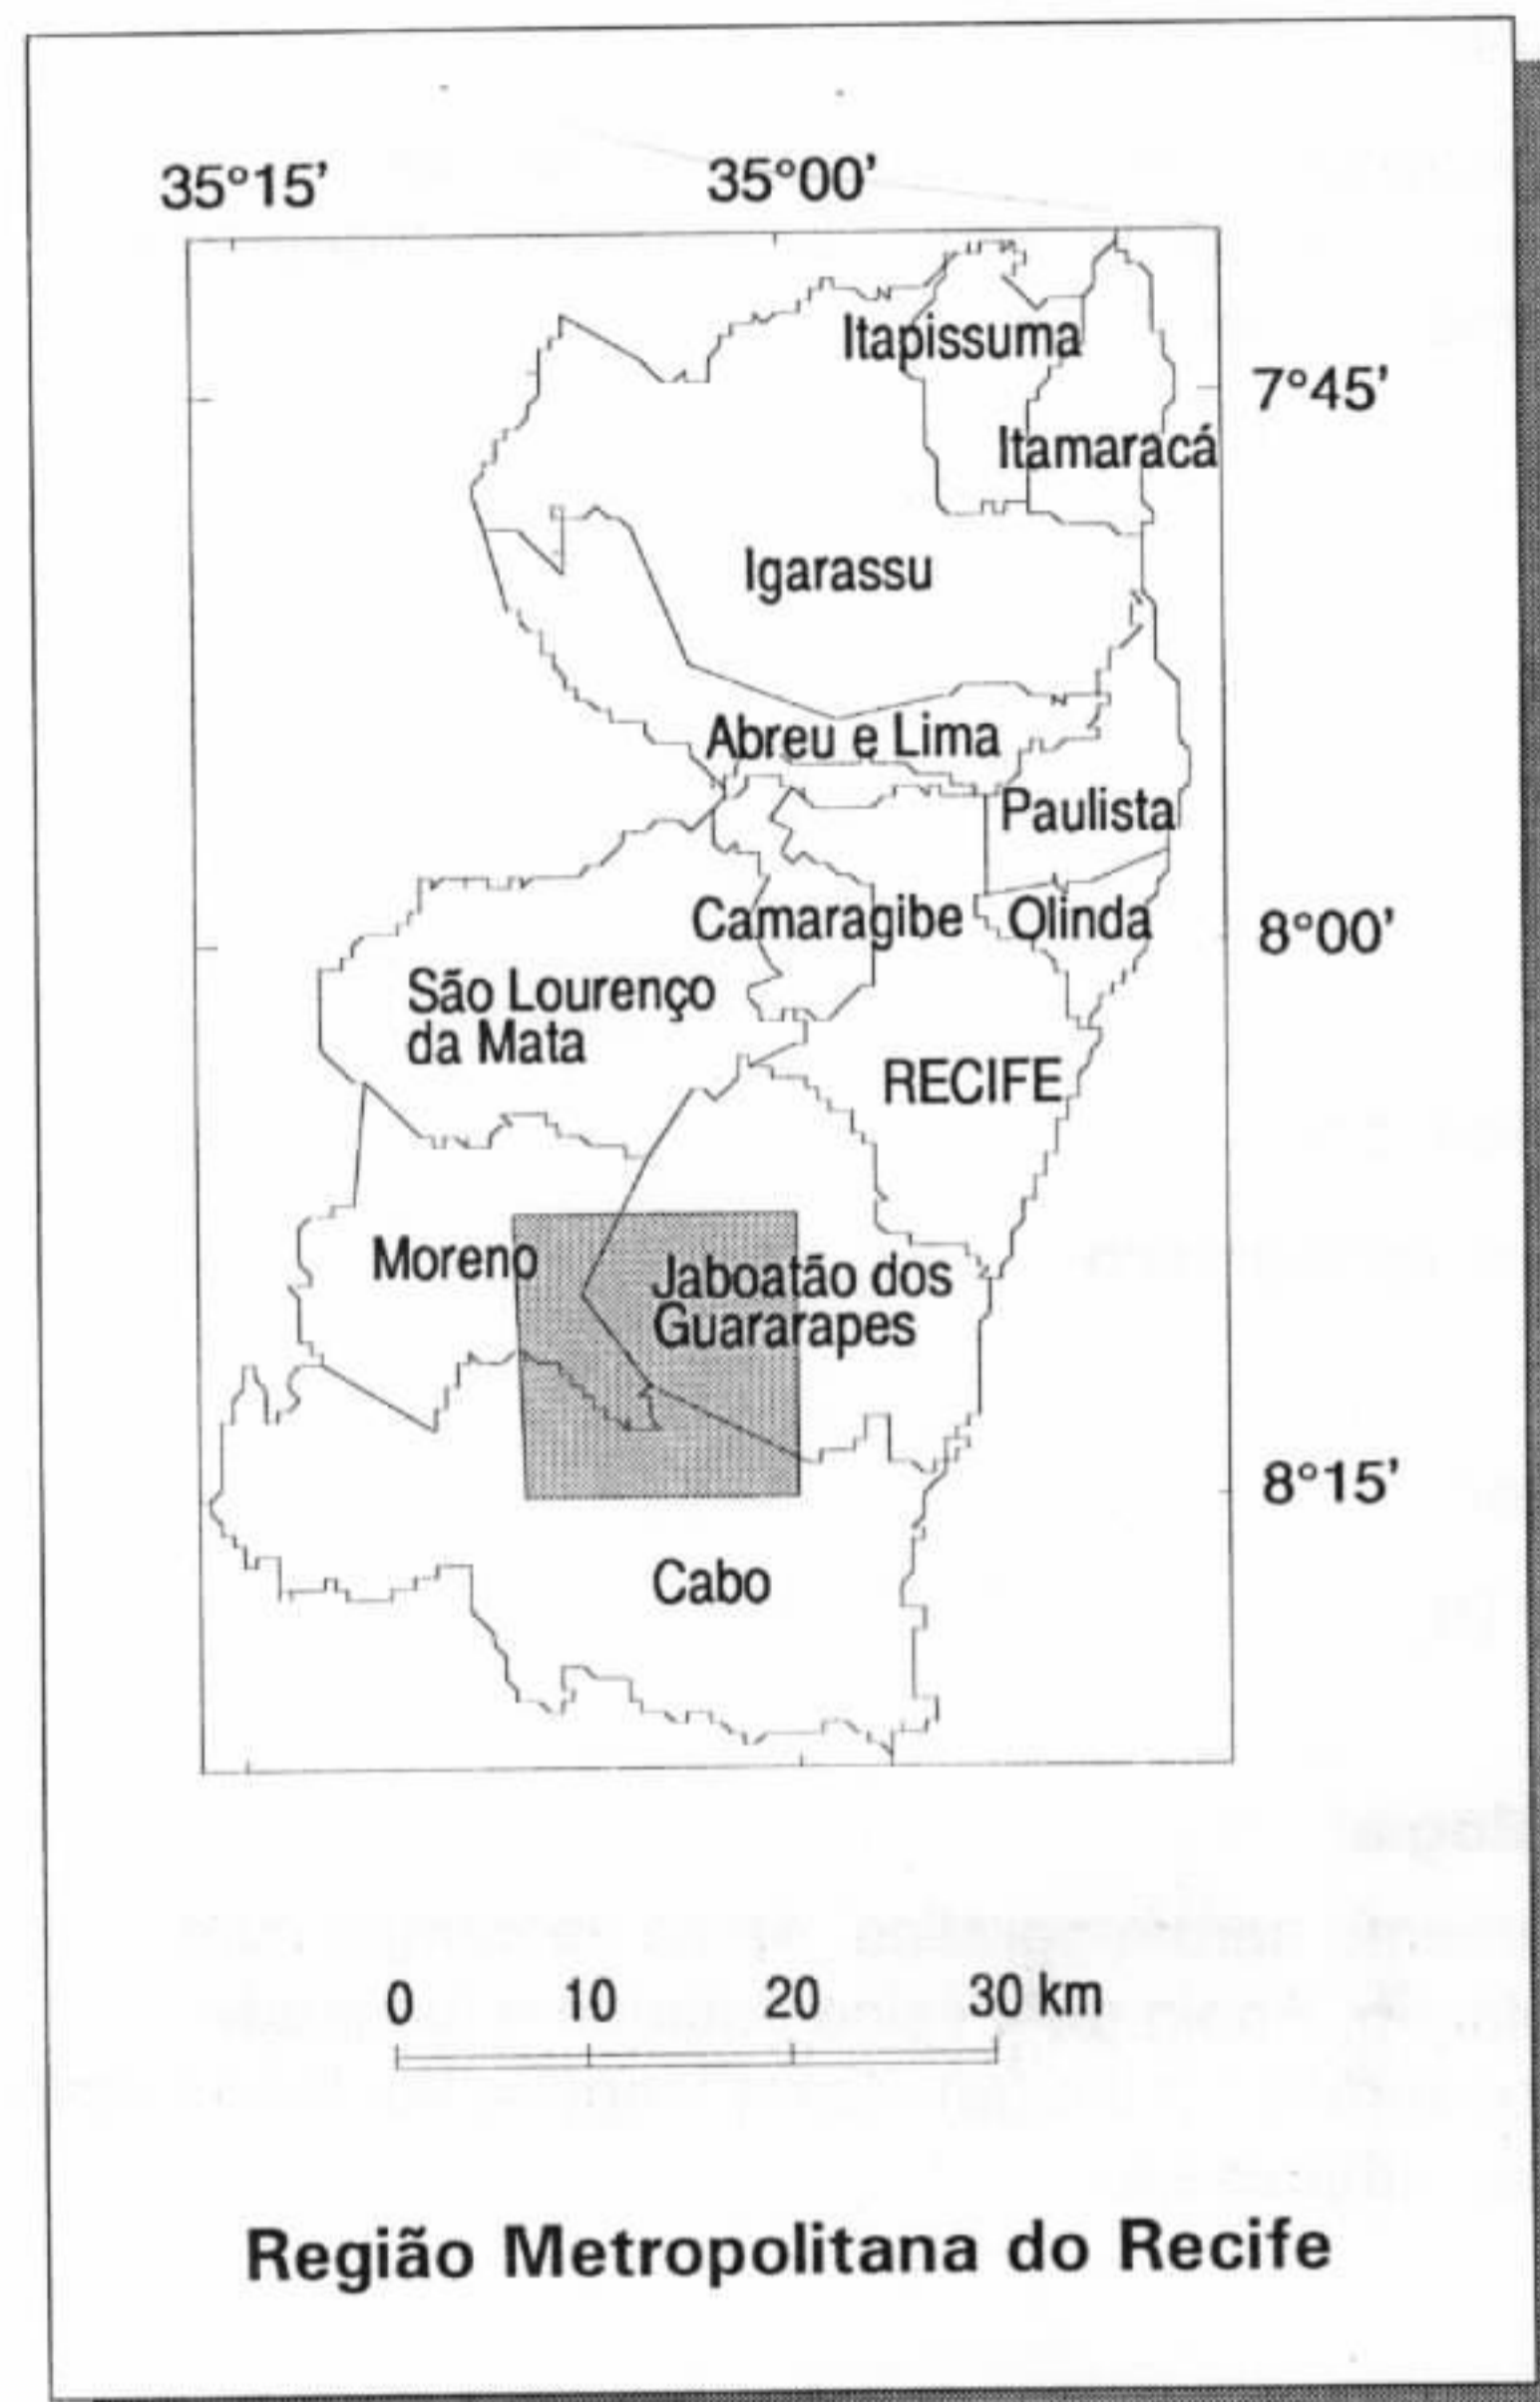 35°15' 35°00'
Itapissuma
7°45'
Itamaracá
Igarassu
Abreu e Lima
Paulista
Camaragibe Olinda
8°00'
São Lourenço
da Mata
RECIFE
Moreno
Jaboatão dos
Guararapes
8°15'
Cabo
0 10 20 30 km
Região Metropolitana do Recife